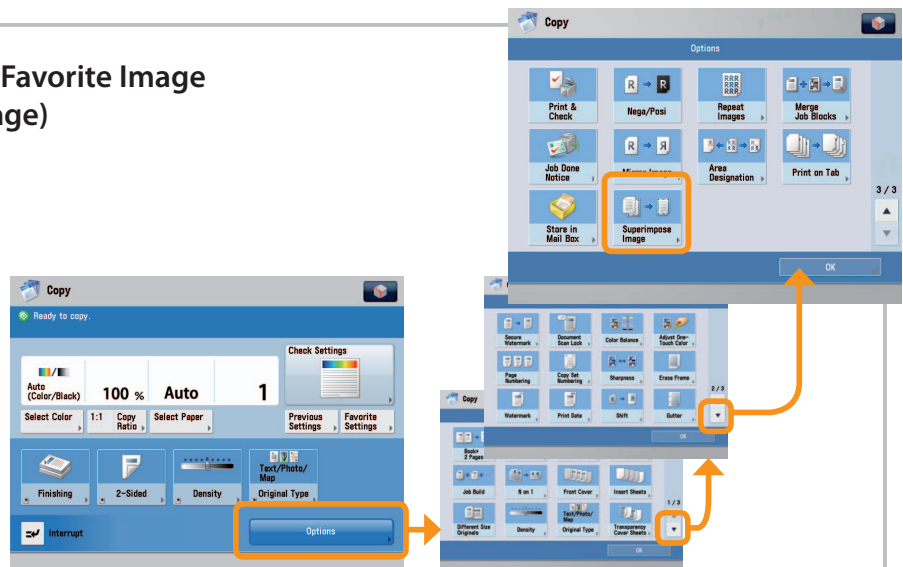 Favorite Image
age)
Copy
Options
Print &
Check
Nega/Posi
Repeat
Images
Merge
Job Blocks
Job Done
Notice
Mirror Image
Area
Designation
Print on Tab
3 / 3
Store in
Mail Box
Superimpose
Image
OK
Copy
Ready to copy.
Check Settings
Auto
(Color/Black)
100 %
Auto
1
Select Color
1:1 Copy
Ratio
Select Paper
Previous
Settings
Favorite
Settings
Finishing
2-Sided
Density
Text/Photo/
Map
Original Type
Interrupt
Options
Secure
Watermark
Document
Scan Lock
Color Balance
Adjust One-
Touch Color
Page
Numbering
Copy Set
Numbering
Sharpness
Erase Frame
2 / 3
Watermark
Print Date
Shift
Gutter
OK
Copy
Book▸
2 Pages
Job Build
N on 1
Front Cover
Insert Sheets
1 / 3
Different Size
Originals
Density
Text/Photo/
Map
Original Type
Transparency
Cover Sheets
OK